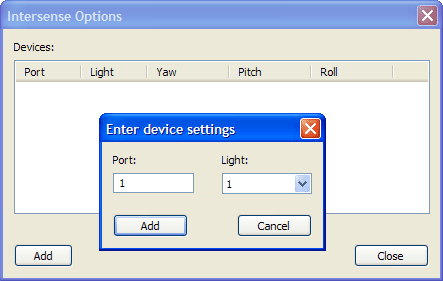 Intersense Options
Devices:
Port Light Yaw Pitch Roll
Enter device settings
Port: Light:
1 1
Add Cancel
Add Close